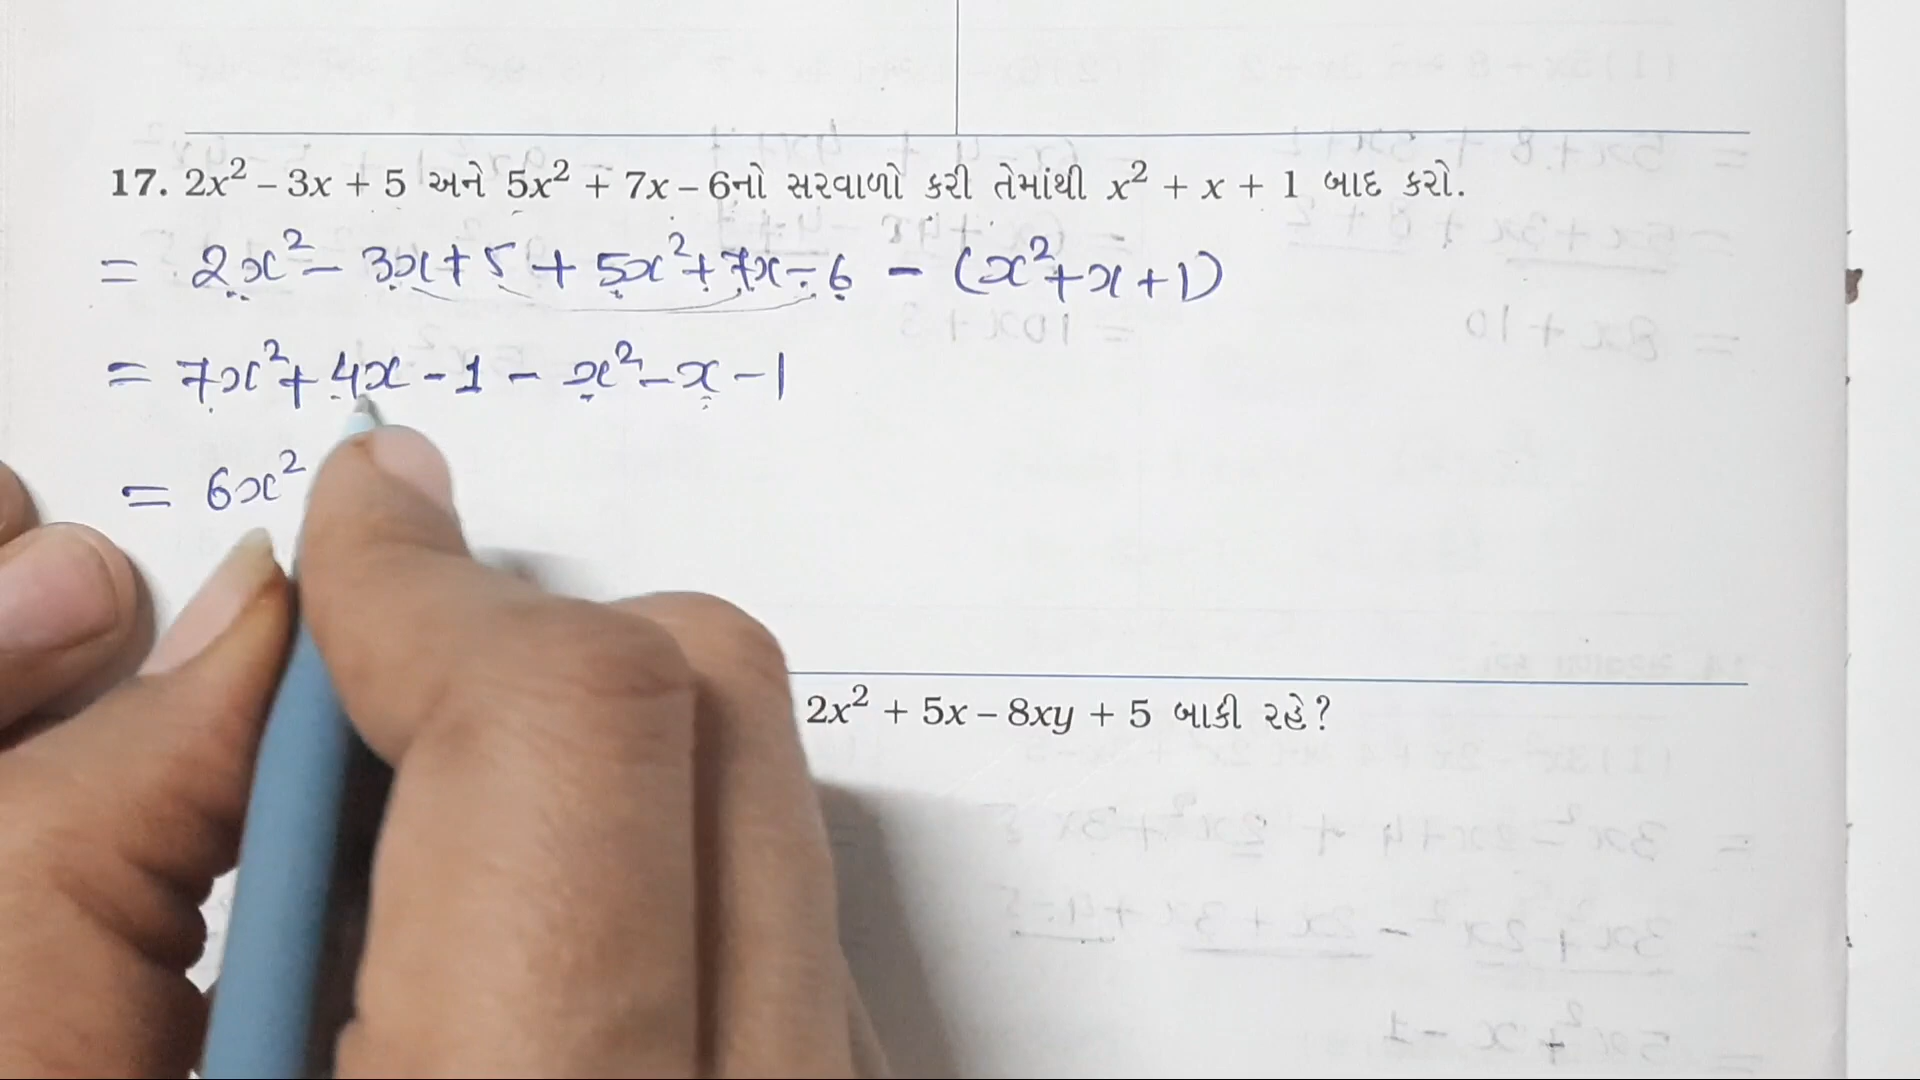 17. 2x² – 3x + 5 અને 5x² + 7x – 6નો સરવાળો કરી તેમાંથી x² + x + 1 બાદ કરો.
= 2x² – 3x + 5 + 5x² + 7x – 6 – (x² + x + 1)
= 7x² + 4x – 1 – x² – x – 1
= 6x²
2x² + 5x – 8xy + 5 બાકી રહે?